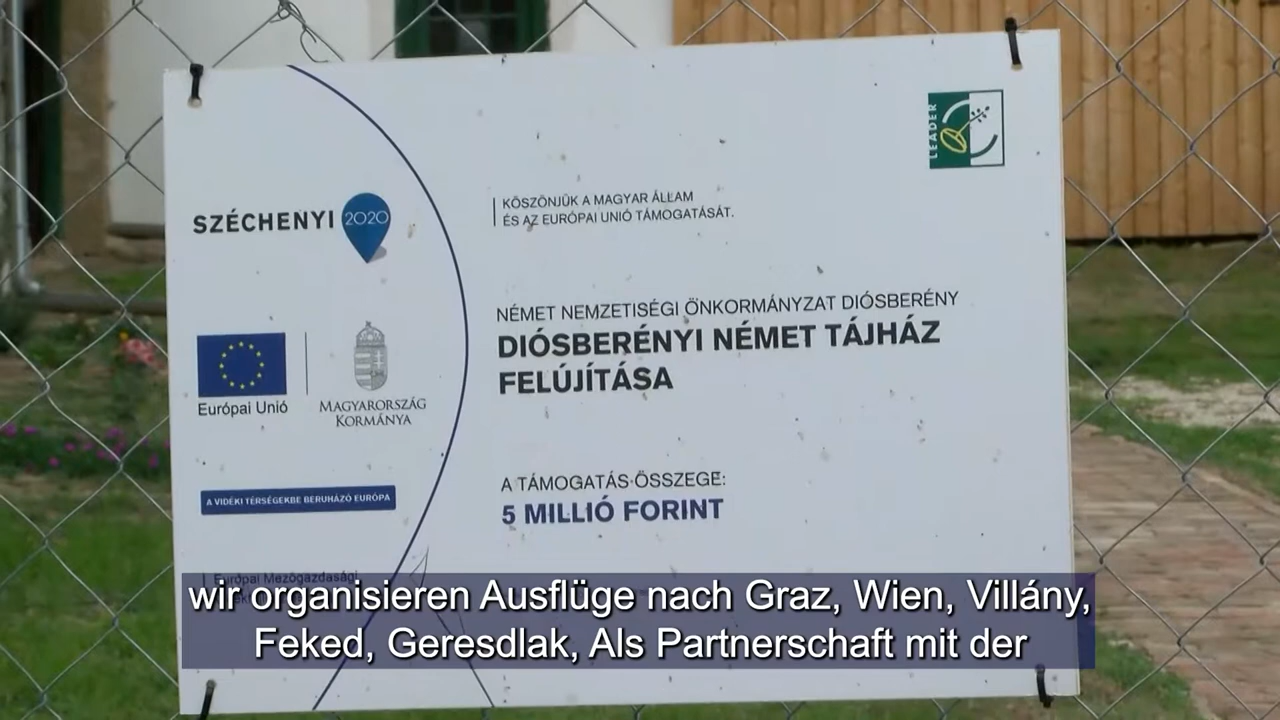 LEADER
SZÉCHENYI 2020
KÖSZÖNJÜK A MAGYAR ÁLLAM
ÉS AZ EURÓPAI UNIÓ TÁMOGATÁSÁT.
NÉMET NEMZETISÉGI ÖNKORMÁNYZAT DIÓSBERÉNY
DIÓSBERÉNYI NÉMET TÁJHÁZ
FELÚJÍTÁSA
Európai Unió
MAGYARORSZÁG
KORMÁNYA
A TÁMOGATÁS ÖSSZEGE:
5 MILLIÓ FORINT
A VIDÉKI TÉRSÉGEKBE BERUHÁZÓ EURÓPA
Európai Mezőgazdasági
wir organisieren Ausflüge nach Graz, Wien, Villány,
Feked, Geresdlak, Als Partnerschaft mit der